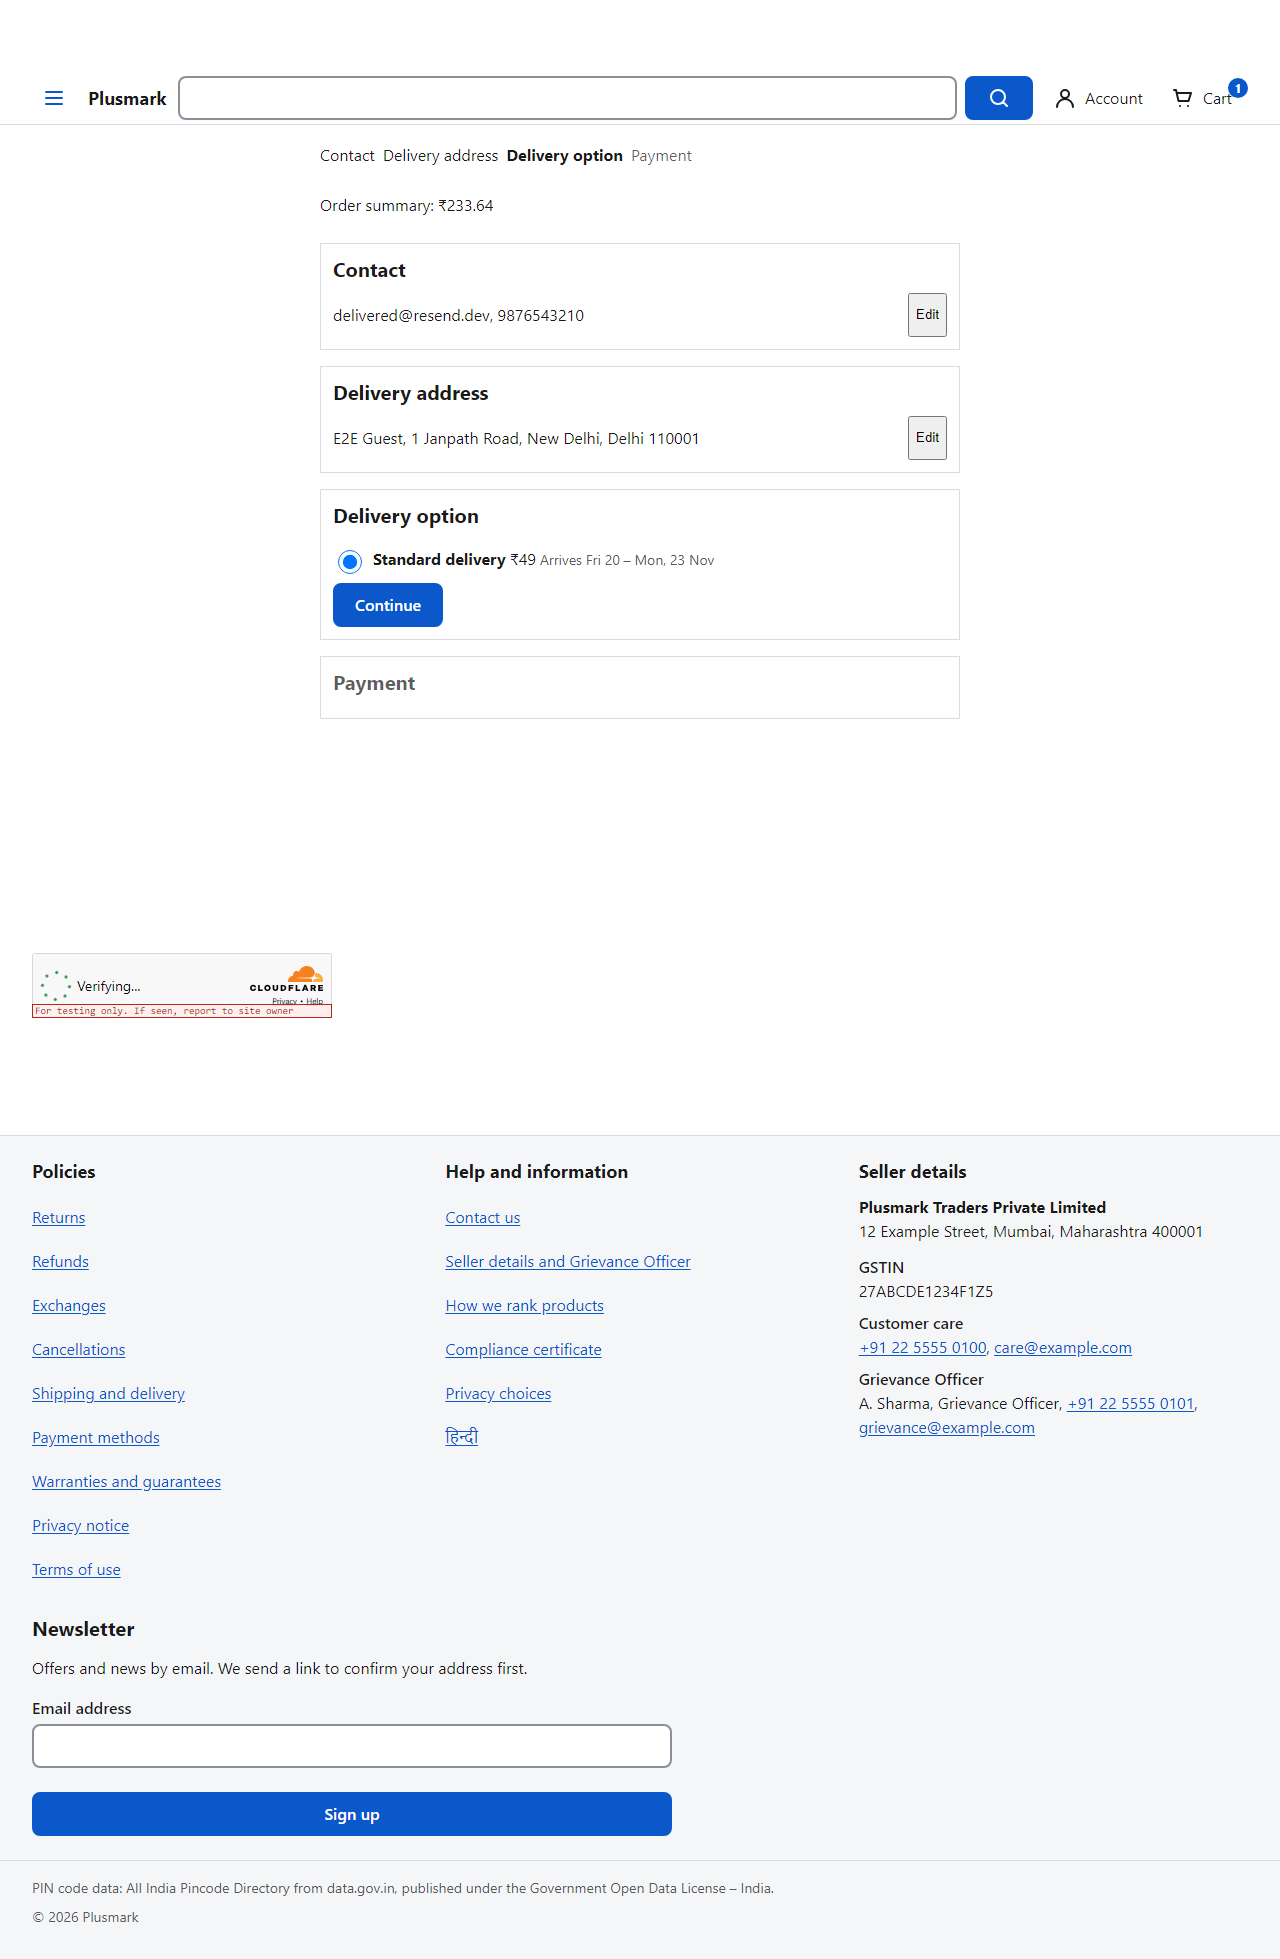 Plusmark
Account
Cart
1
Contact Delivery address Delivery option Payment
Order summary: ₹233.64
Contact
delivered@resend.dev, 9876543210
Edit
Delivery address
E2E Guest, 1 Janpath Road, New Delhi, Delhi 110001
Edit
Delivery option
Standard delivery ₹49 Arrives Fri 20 – Mon, 23 Nov
Continue
Payment
Verifying...
CLOUDFLARE
Privacy • Help
For testing only. If seen, report to site owner
Policies
Returns
Refunds
Exchanges
Cancellations
Shipping and delivery
Payment methods
Warranties and guarantees
Privacy notice
Terms of use
Help and information
Contact us
Seller details and Grievance Officer
How we rank products
Compliance certificate
Privacy choices
हिन्दी
Seller details
Plusmark Traders Private Limited
12 Example Street, Mumbai, Maharashtra 400001
GSTIN
27ABCDE1234F1Z5
Customer care
+91 22 5555 0100, care@example.com
Grievance Officer
A. Sharma, Grievance Officer, +91 22 5555 0101,
grievance@example.com
Newsletter
Offers and news by email. We send a link to confirm your address first.
Email address
Sign up
PIN code data: All India Pincode Directory from data.gov.in, published under the Government Open Data License – India.
© 2026 Plusmark